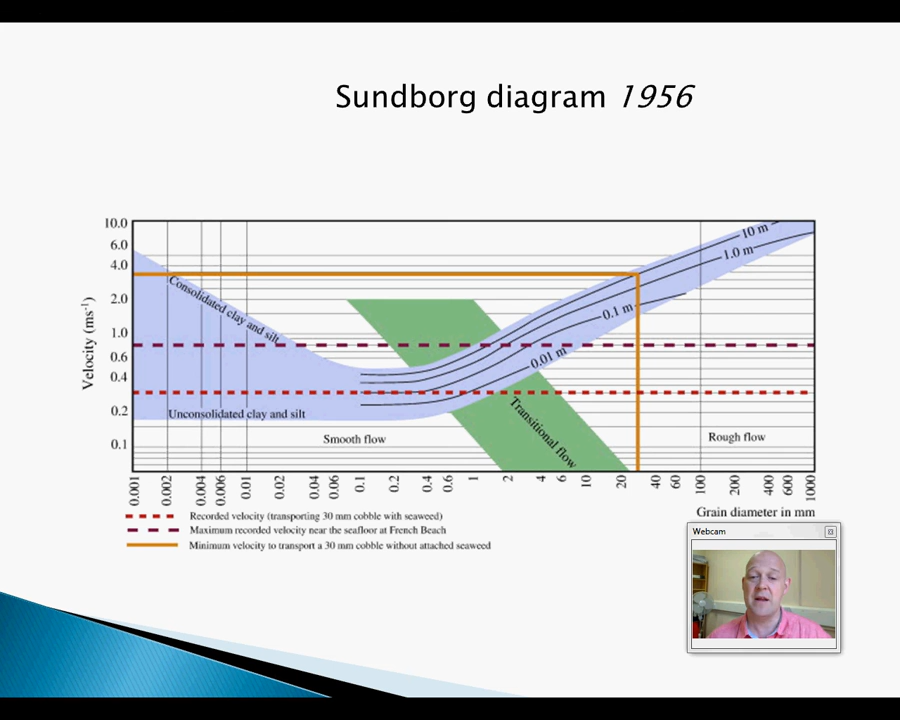 Sundborg diagram 1956
10.0
6.0
4.0
2.0
1.0
0.6
0.4
0.2
0.1
Velocity (ms⁻¹)
10 m
1.0 m
0.1 m
0.01 m
Consolidated clay and silt
Unconsolidated clay and silt
Transitional flow
Smooth flow
Rough flow
0.001 0.002 0.004 0.006 0.01 0.02 0.04 0.06 0.1 0.2 0.4 0.6 1 2 4 6 10 20 40 60 100 200 400 600 1000
Grain diameter in mm
Recorded velocity (transporting 30 mm cobble with seaweed)
Maximum recorded velocity near the seafloor at French Beach
Minimum velocity to transport a 30 mm cobble without attached seaweed
Webcam